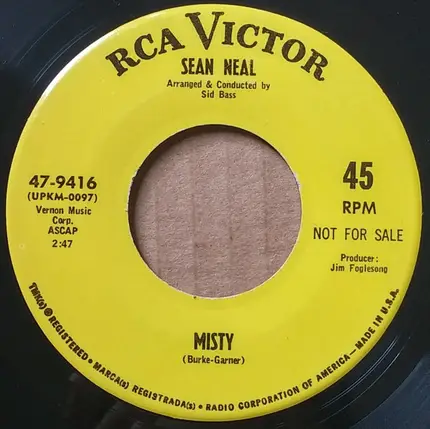 RCA VICTOR
SEAN NEAL
Arranged & Conducted by
Sid Bass
47-9416
(UPKM-0097)
Vernon Music
Corp.
ASCAP
2:47
45
RPM
NOT FOR SALE
Producer:
Jim Foglesong
MISTY
(Burke-Garner)
TMK(s) ® REGISTERED • MARCA(s) REGISTRADA(s) • RADIO CORPORATION OF AMERICA—MADE IN U.S.A.